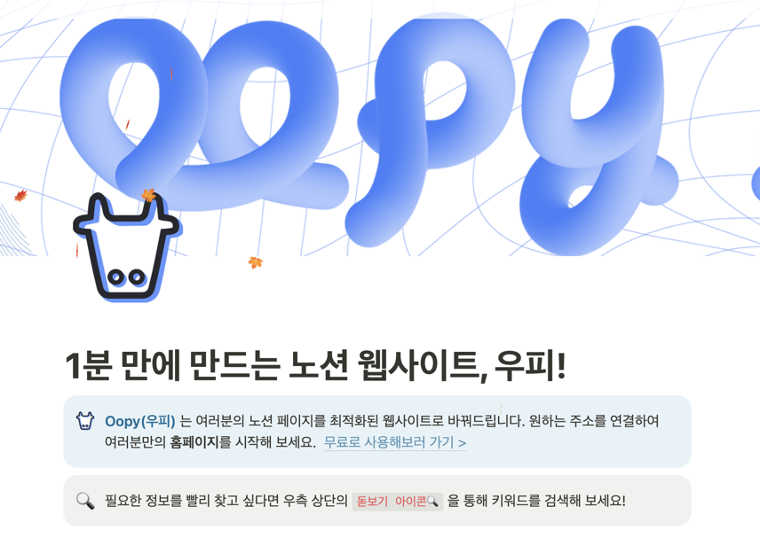 Oopy
1분 만에 만드는 노션 웹사이트, 우피!
Oopy(우피) 는 여러분의 노션 페이지를 최적화된 웹사이트로 바꿔드립니다. 원하는 주소를 연결하여
여러분만의 홈페이지를 시작해 보세요. 무료로 사용해보러 가기 >
필요한 정보를 빨리 찾고 싶다면 우측 상단의 돋보기 아이콘🔍 을 통해 키워드를 검색해 보세요!